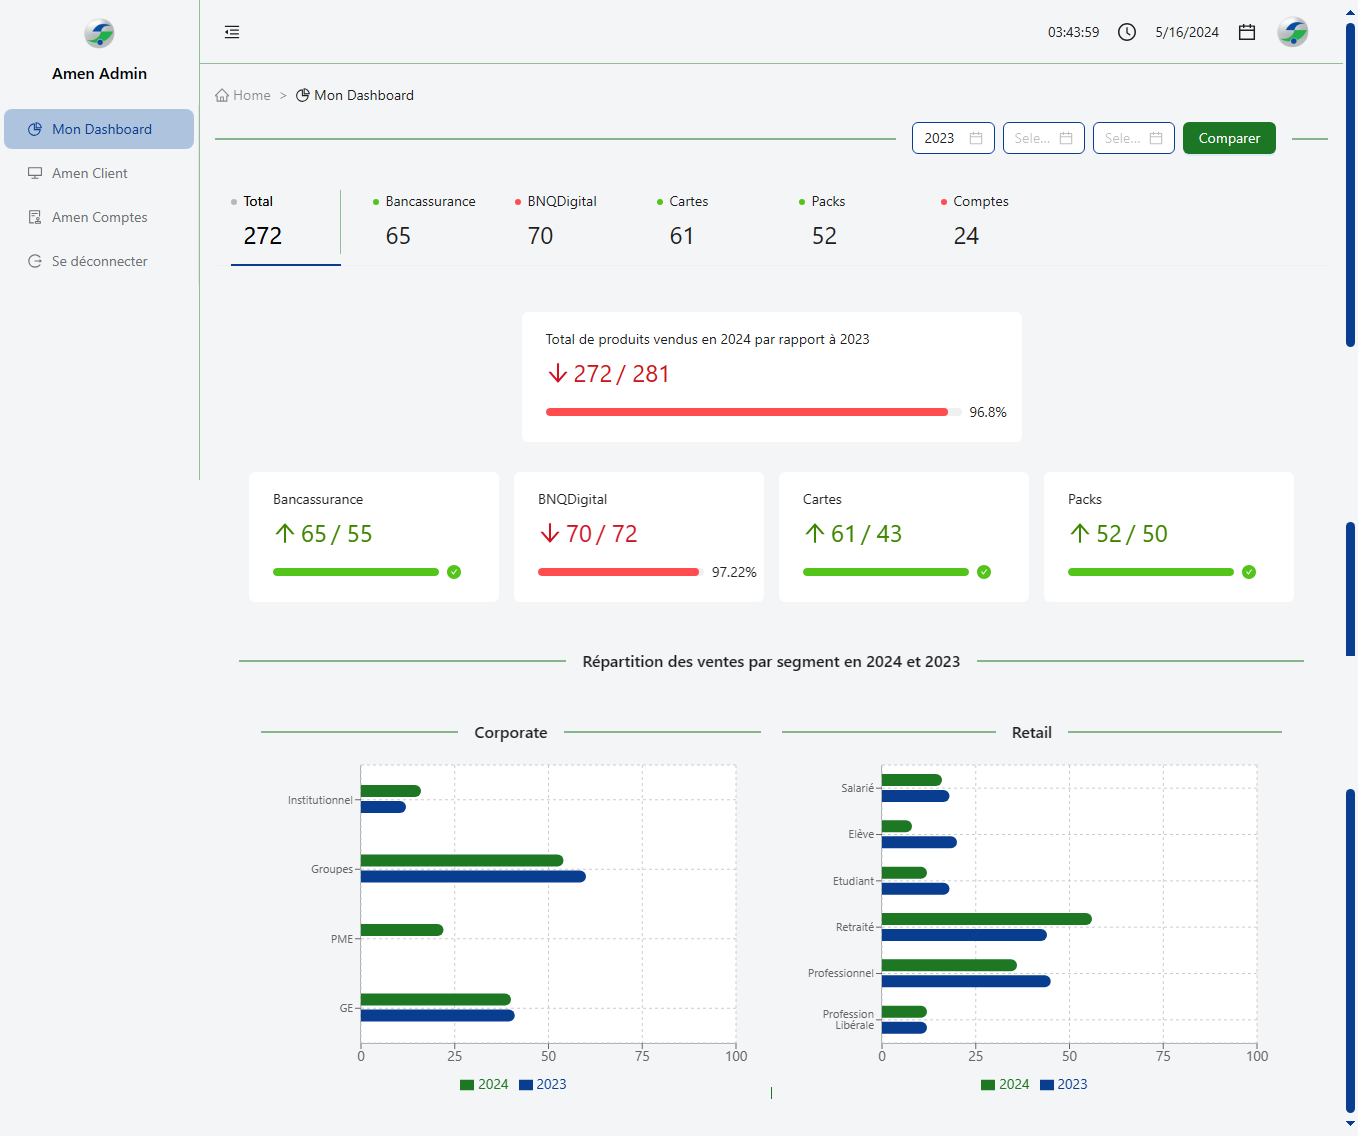 Amen Admin
Mon Dashboard
Amen Client
Amen Comptes
Se déconnecter
03:43:59 5/16/2024
Home > Mon Dashboard
2023 Sele... Sele... Comparer
Total Bancassurance BNQDigital Cartes Packs Comptes
272 65 70 61 52 24
Total de produits vendus en 2024 par rapport à 2023
272 / 281
96.8%
Bancassurance
65 / 55
BNQDigital
70 / 72
97.22%
Cartes
61 / 43
Packs
52 / 50
Répartition des ventes par segment en 2024 et 2023
Corporate
Institutionnel
Groupes
PME
GE
0 25 50 75 100
2024 2023
Retail
Salarié
Elève
Etudiant
Retraité
Professionnel
Profession
Libérale
0 25 50 75 100
2024 2023